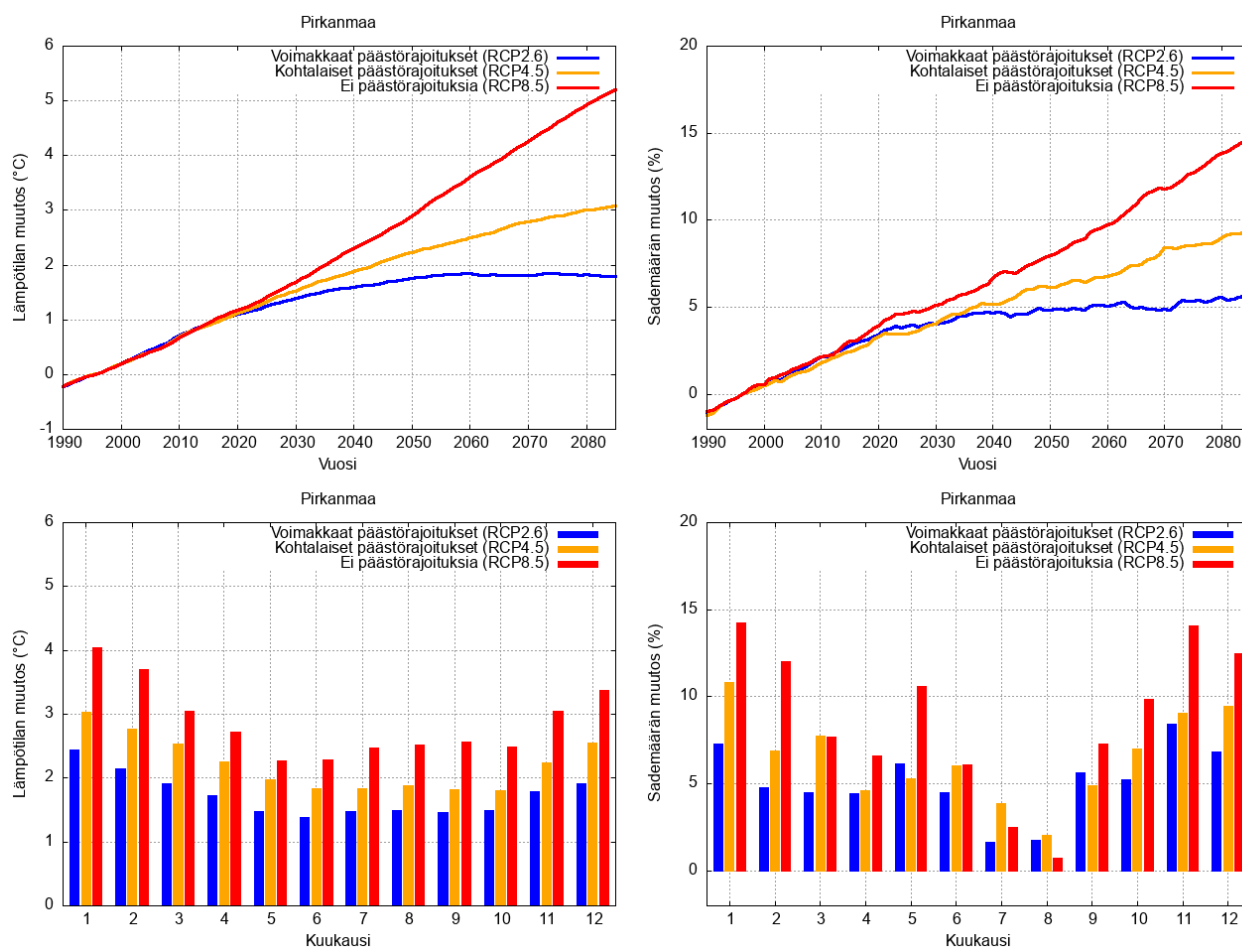 Pirkanmaa
Voimakkaat päästörajoitukset (RCP2.6)
Kohtalaiset päästörajoitukset (RCP4.5)
Ei päästörajoituksia (RCP8.5)
Lämpötilan muutos (°C)
6
5
4
3
2
1
0
-1
1990 2000 2010 2020 2030 2040 2050 2060 2070 2080
Vuosi
Pirkanmaa
Voimakkaat päästörajoitukset (RCP2.6)
Kohtalaiset päästörajoitukset (RCP4.5)
Ei päästörajoituksia (RCP8.5)
Sademäärän muutos (%)
20
15
10
5
0
1990 2000 2010 2020 2030 2040 2050 2060 2070 2080
Vuosi
Pirkanmaa
Voimakkaat päästörajoitukset (RCP2.6)
Kohtalaiset päästörajoitukset (RCP4.5)
Ei päästörajoituksia (RCP8.5)
Lämpötilan muutos (°C)
6
5
4
3
2
1
0
1 2 3 4 5 6 7 8 9 10 11 12
Kuukausi
Pirkanmaa
Voimakkaat päästörajoitukset (RCP2.6)
Kohtalaiset päästörajoitukset (RCP4.5)
Ei päästörajoituksia (RCP8.5)
Sademäärän muutos (%)
20
15
10
5
0
1 2 3 4 5 6 7 8 9 10 11 12
Kuukausi